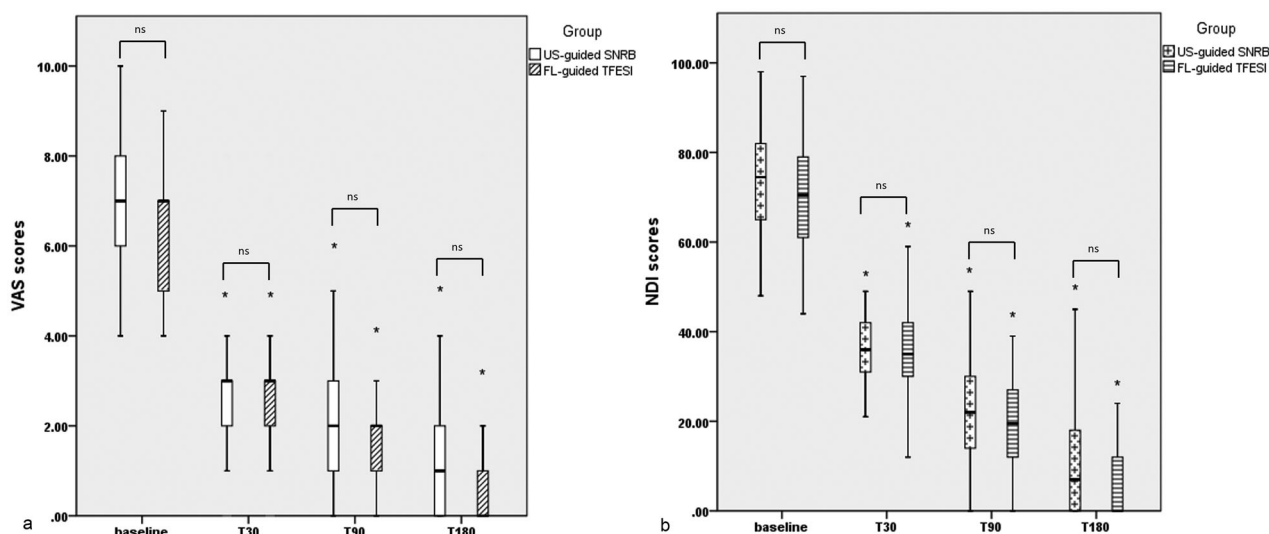 Group
US-guided SNRB
FL-guided TFESI
VAS scores
10.00
8.00
6.00
4.00
2.00
.00
ns
*
*
ns
*
*
ns
*
*
ns
baseline
T30
T90
T180
a
Group
US-guided SNRB
FL-guided TFESI
NDI scores
100.00
80.00
60.00
40.00
20.00
.00
ns
*
*
ns
*
*
ns
*
*
ns
baseline
T30
T90
T180
b